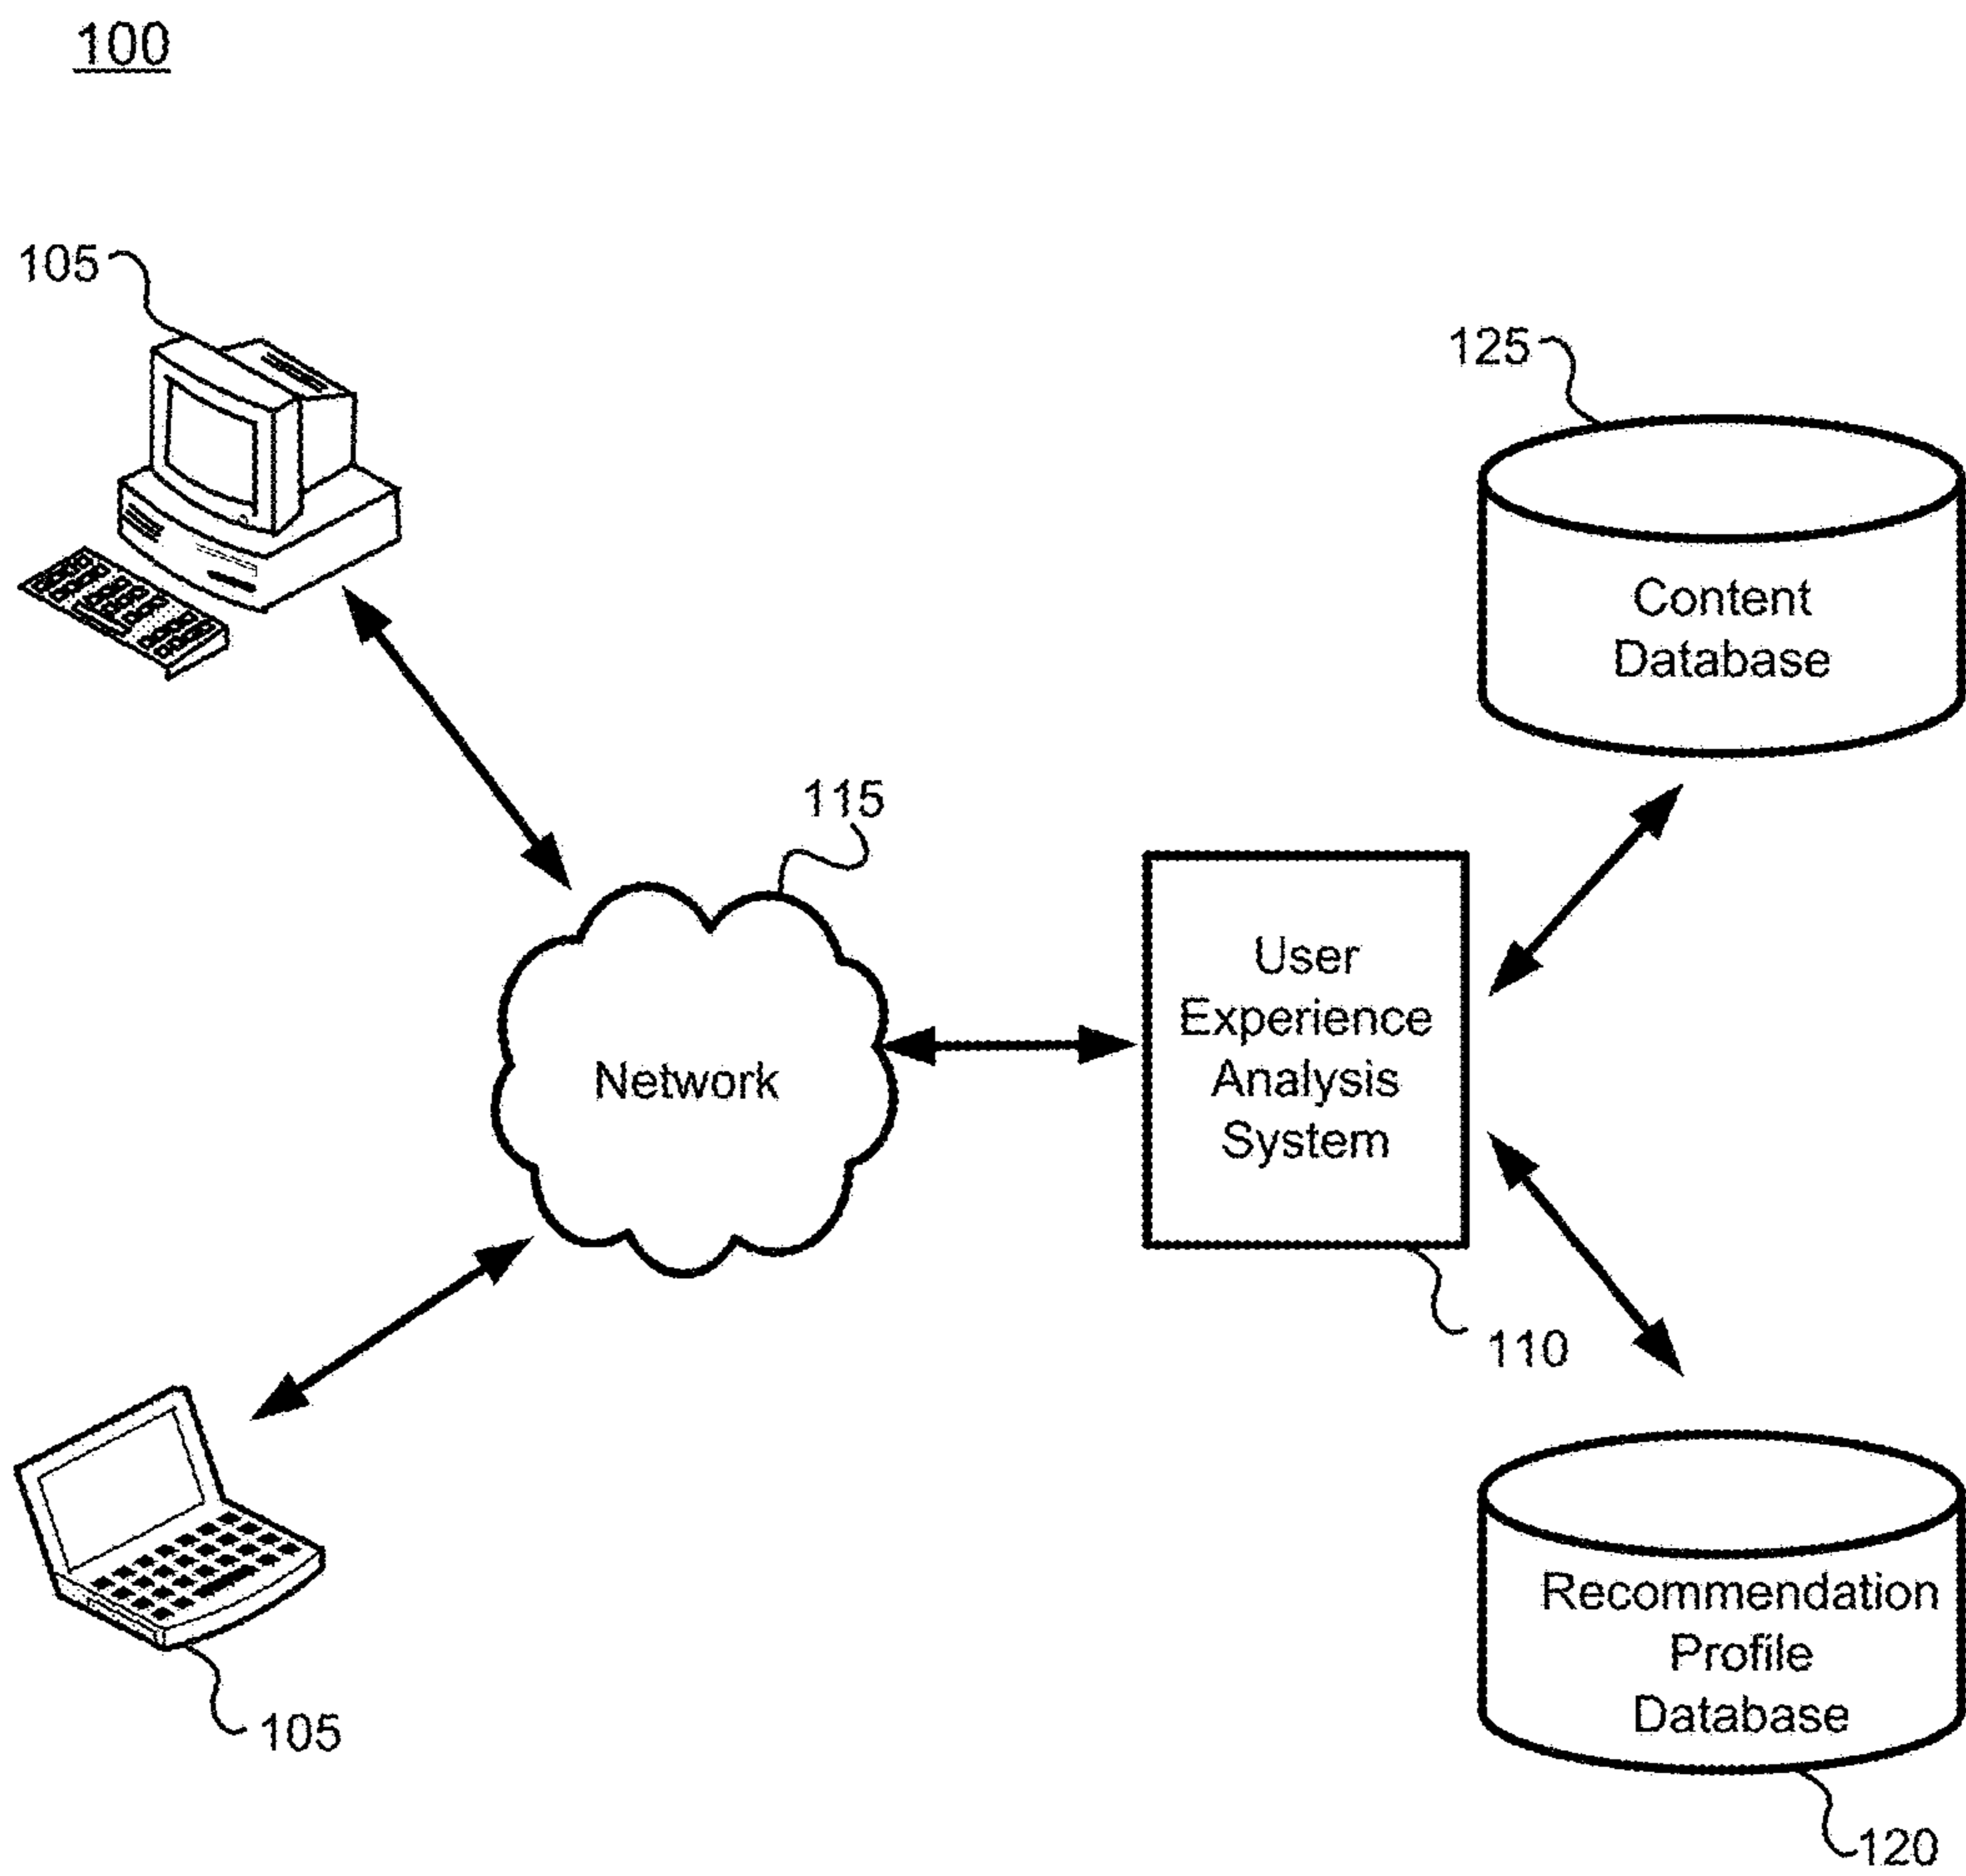 100
105
125
Content
Database
115
User
Experience
Analysis
System
Network
110
Recommendation
Profile
Database
105
120